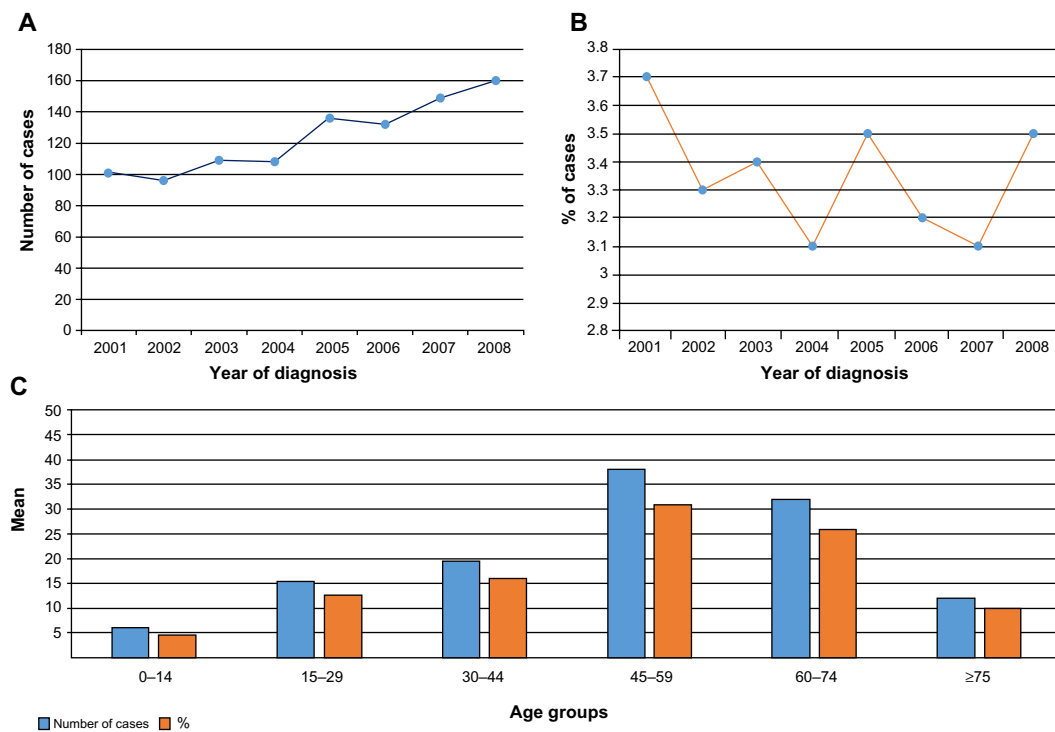 A
180
160
140
120
100
80
60
40
20
0
Number of cases
2001 2002 2003 2004 2005 2006 2007 2008
Year of diagnosis
B
3.8
3.7
3.6
3.5
3.4
3.3
3.2
3.1
3
2.9
2.8
% of cases
2001 2002 2003 2004 2005 2006 2007 2008
Year of diagnosis
C
50
45
40
35
30
25
20
15
10
5
Mean
0–14 15–29 30–44 45–59 60–74 ≥75
Age groups
Number of cases %